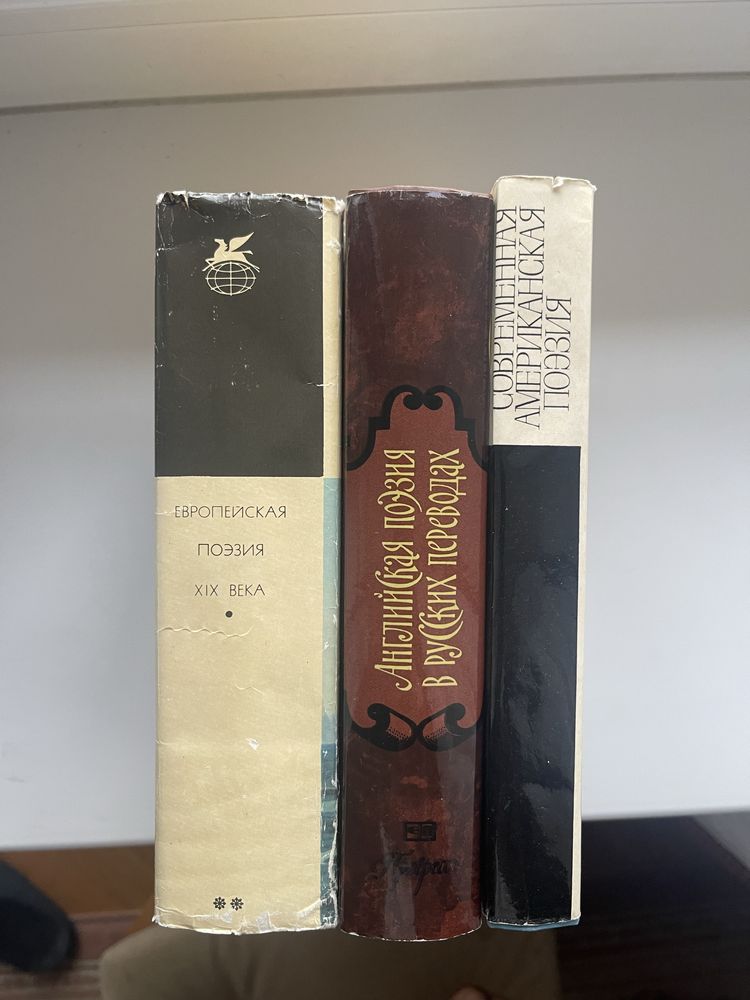 ЕВРОПЕЙСКАЯ
ПОЭЗИЯ
XIX ВЕКА
Английская поэзия
в русских переводах
СОВРЕМЕННАЯ
АМЕРИКАНСКАЯ
ПОЭЗИЯ